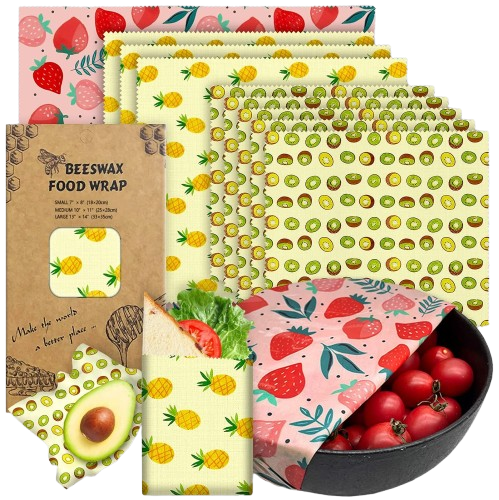 BEESWAX
FOOD WRAP
SMALL 7" × 8" (18×20cm)
MEDIUM 10" × 11" (25×28cm)
LARGE 13" × 14" (33×35cm)
Make the world
a better place ...